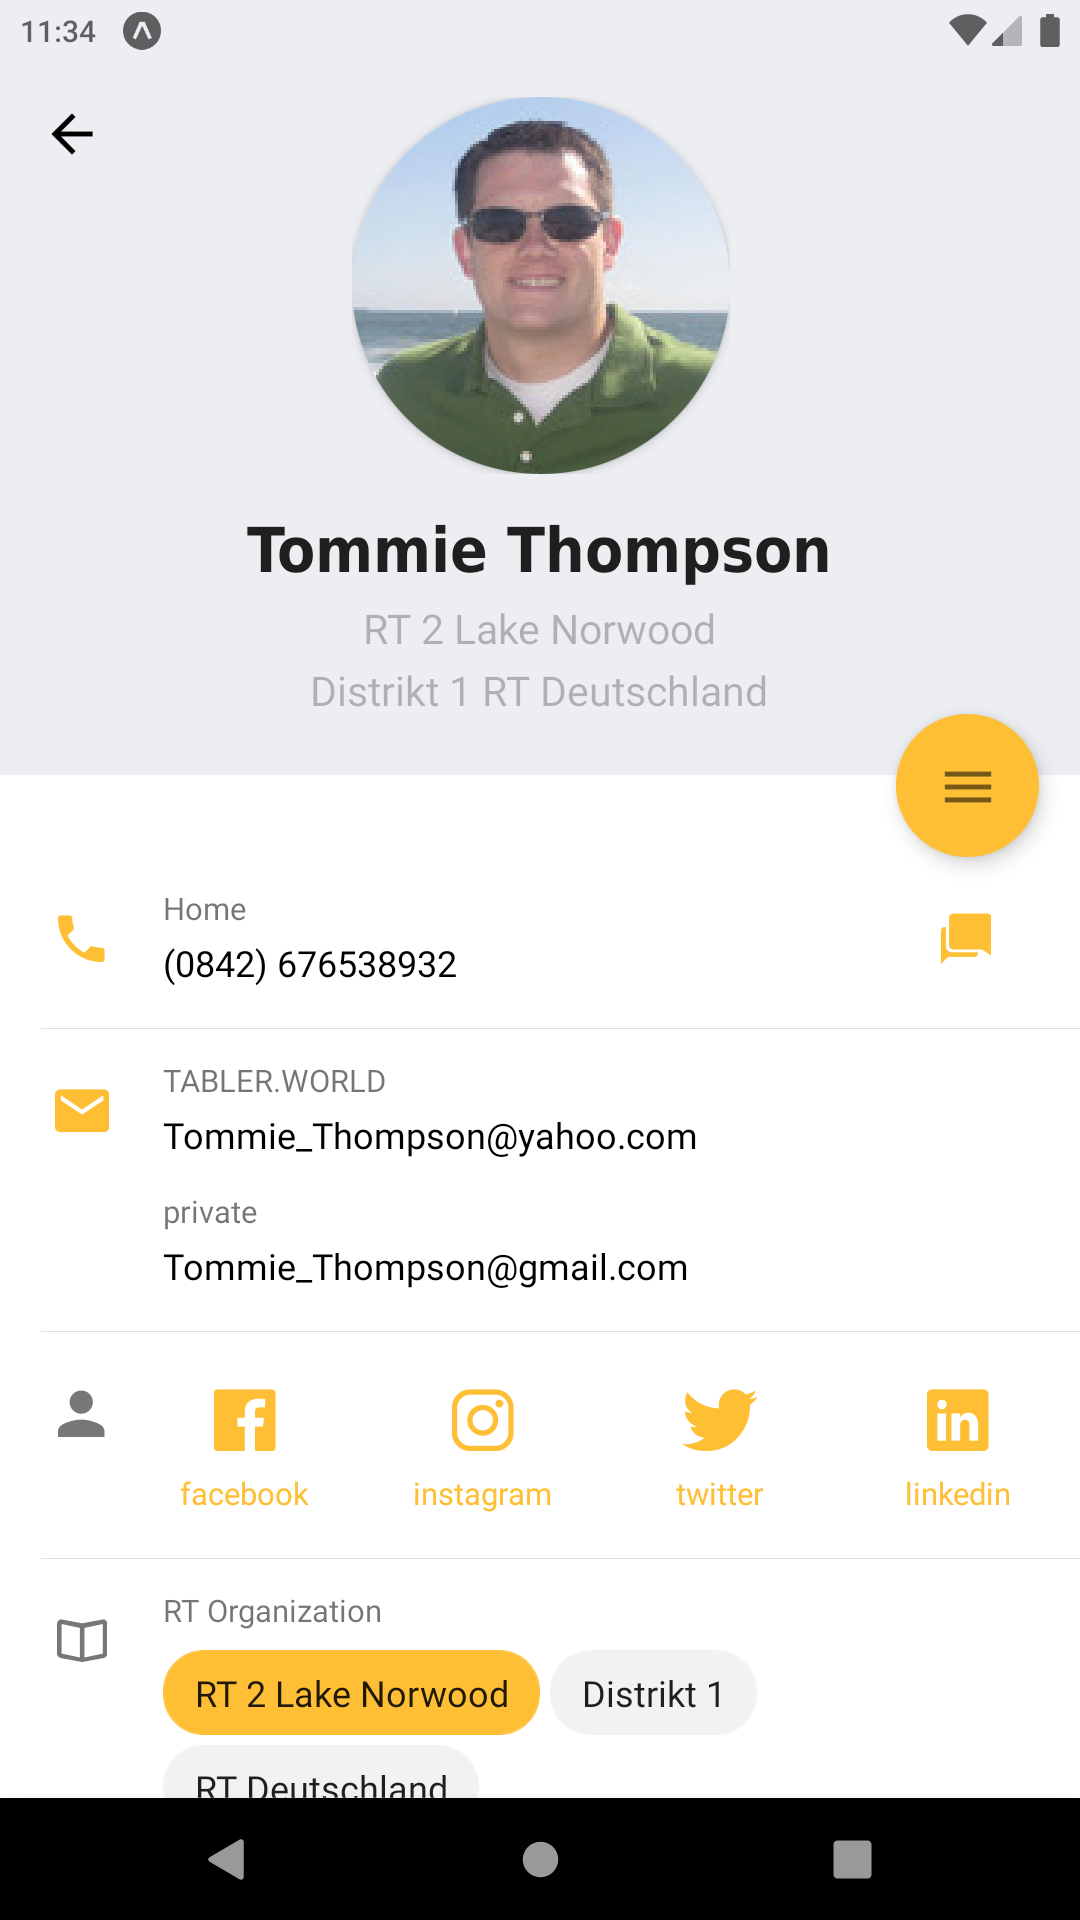 11:34
Tommie Thompson
RT 2 Lake Norwood
Distrikt 1 RT Deutschland
Home
(0842) 676538932
TABLER.WORLD
Tommie_Thompson@yahoo.com
private
Tommie_Thompson@gmail.com
facebook instagram twitter linkedin
RT Organization
RT 2 Lake Norwood Distrikt 1
RT Deutschland